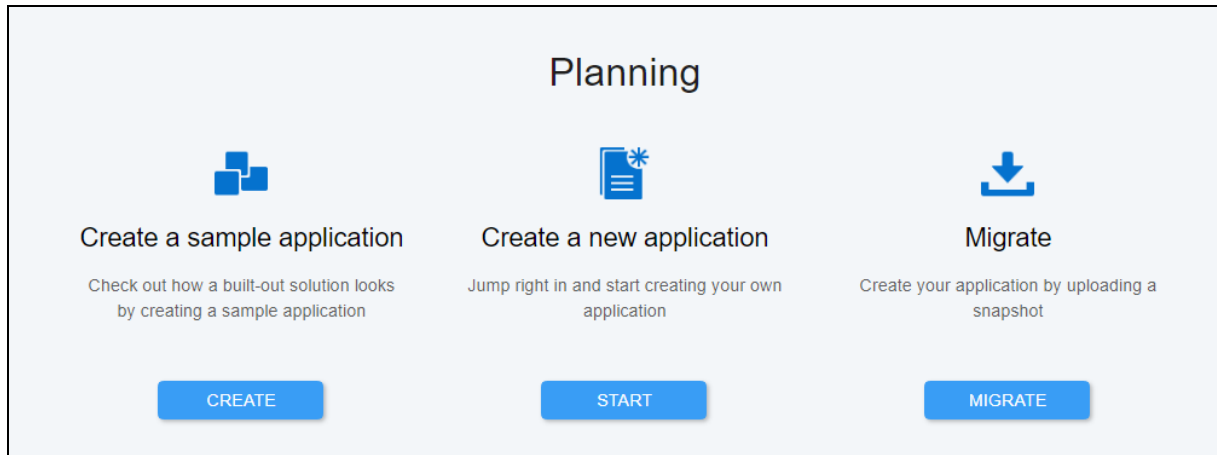 Planning
Create a sample application
Check out how a built-out solution looks
by creating a sample application
CREATE
Create a new application
Jump right in and start creating your own
application
START
Migrate
Create your application by uploading a
snapshot
MIGRATE